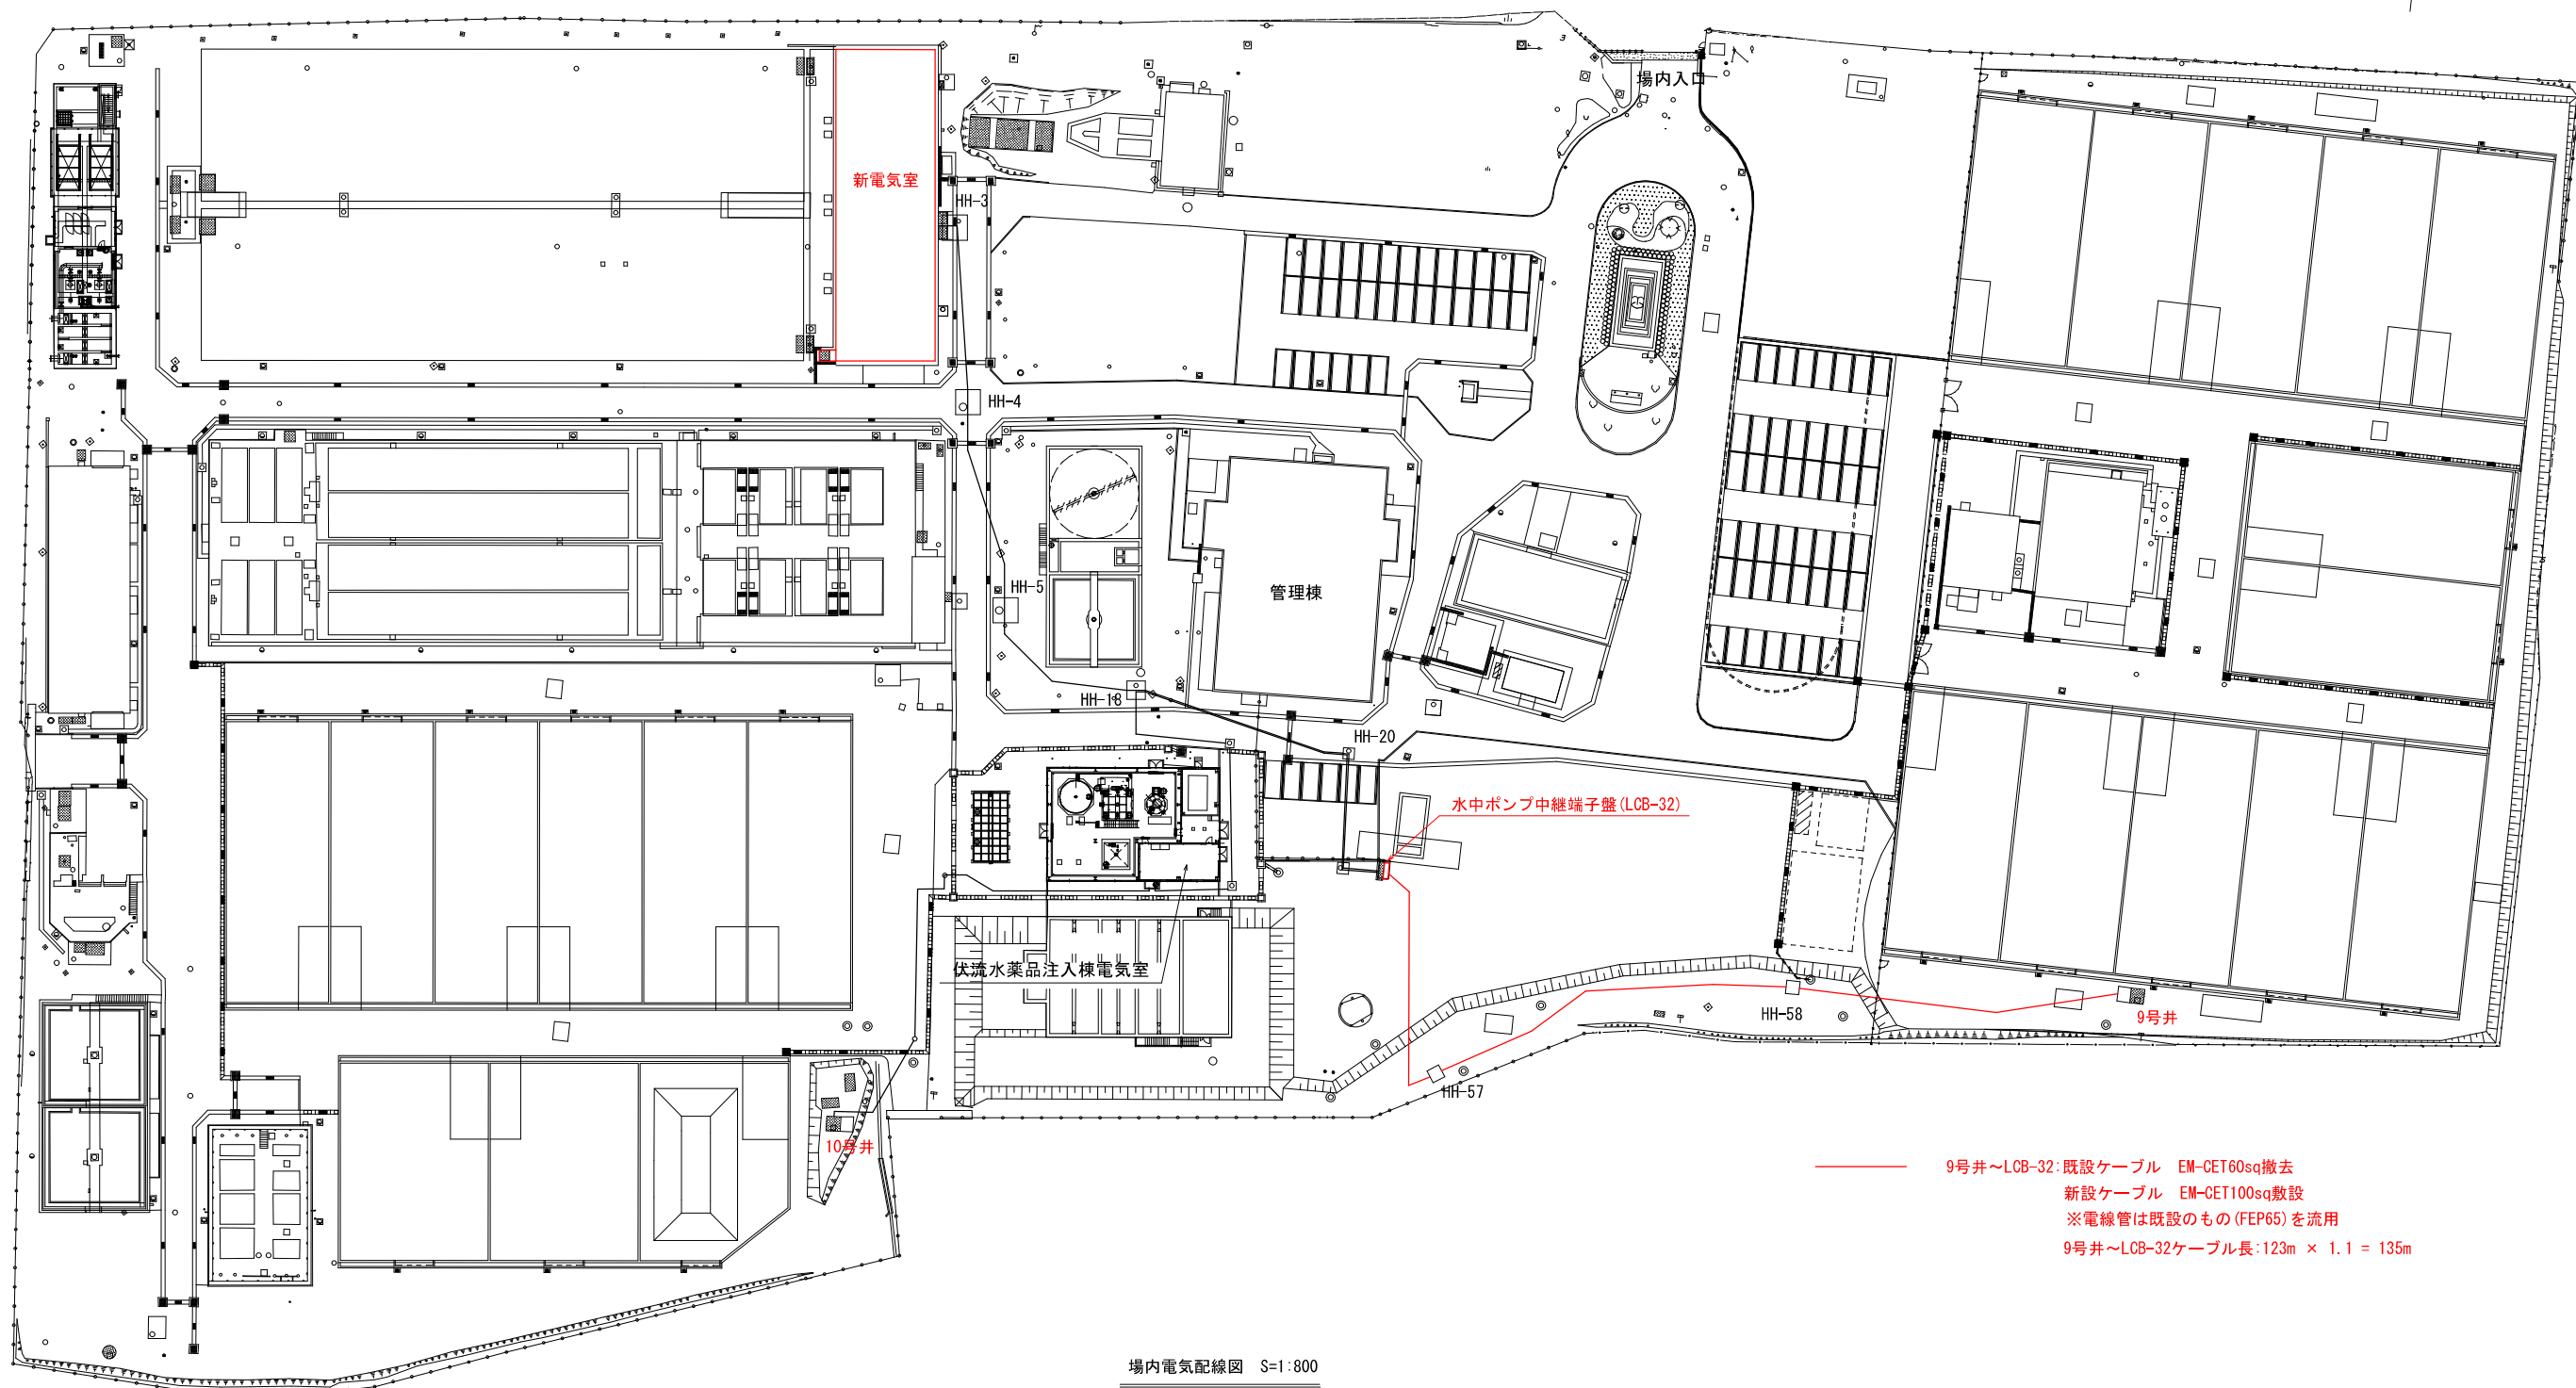 場内入口
新電気室
HH-3
HH-4
HH-5
管理棟
HH-18
HH-20
水中ポンプ中継端子盤(LCB-32)
伏流水薬品注入棟電気室
HH-58
9号井
HH-57
10号井
9号井～LCB-32:既設ケーブル EM-CET60sq撤去
新設ケーブル EM-CET100sq敷設
※電線管は既設のもの(FEP65)を流用
9号井～LCB-32ケーブル長:123m × 1.1 = 135m
場内電気配線図 S=1:800